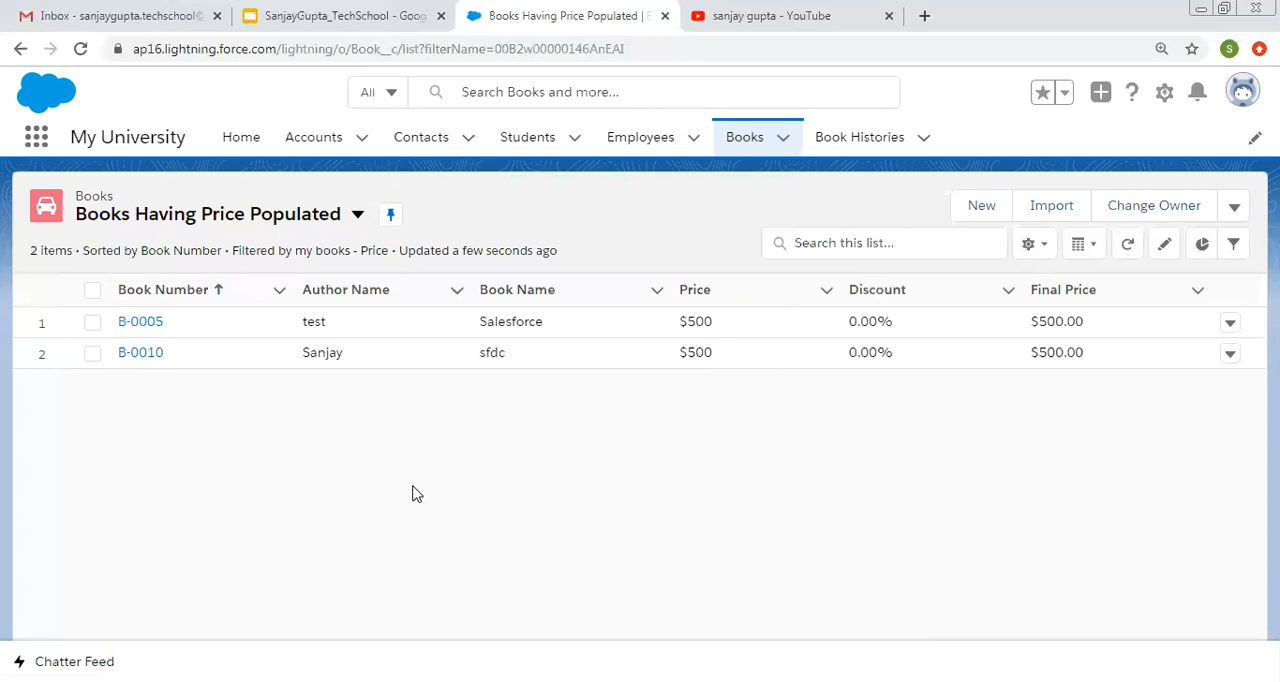 Inbox - sanjaygupta.techschool@
SanjayGupta_TechSchool - Goog
Books Having Price Populated | B
sanjay gupta - YouTube
ap16.lightning.force.com/lightning/o/Book__c/list?filterName=00B2w00000146AnEAI
S
All
Search Books and more...
My University
Home
Accounts
Contacts
Students
Employees
Books
Book Histories
Books
Books Having Price Populated
New
Import
Change Owner
2 items • Sorted by Book Number • Filtered by my books - Price • Updated a few seconds ago
Search this list...
Book Number Author Name Book Name Price Discount Final Price
1 B-0005 test Salesforce $500 0.00% $500.00
2 B-0010 Sanjay sfdc $500 0.00% $500.00
Chatter Feed